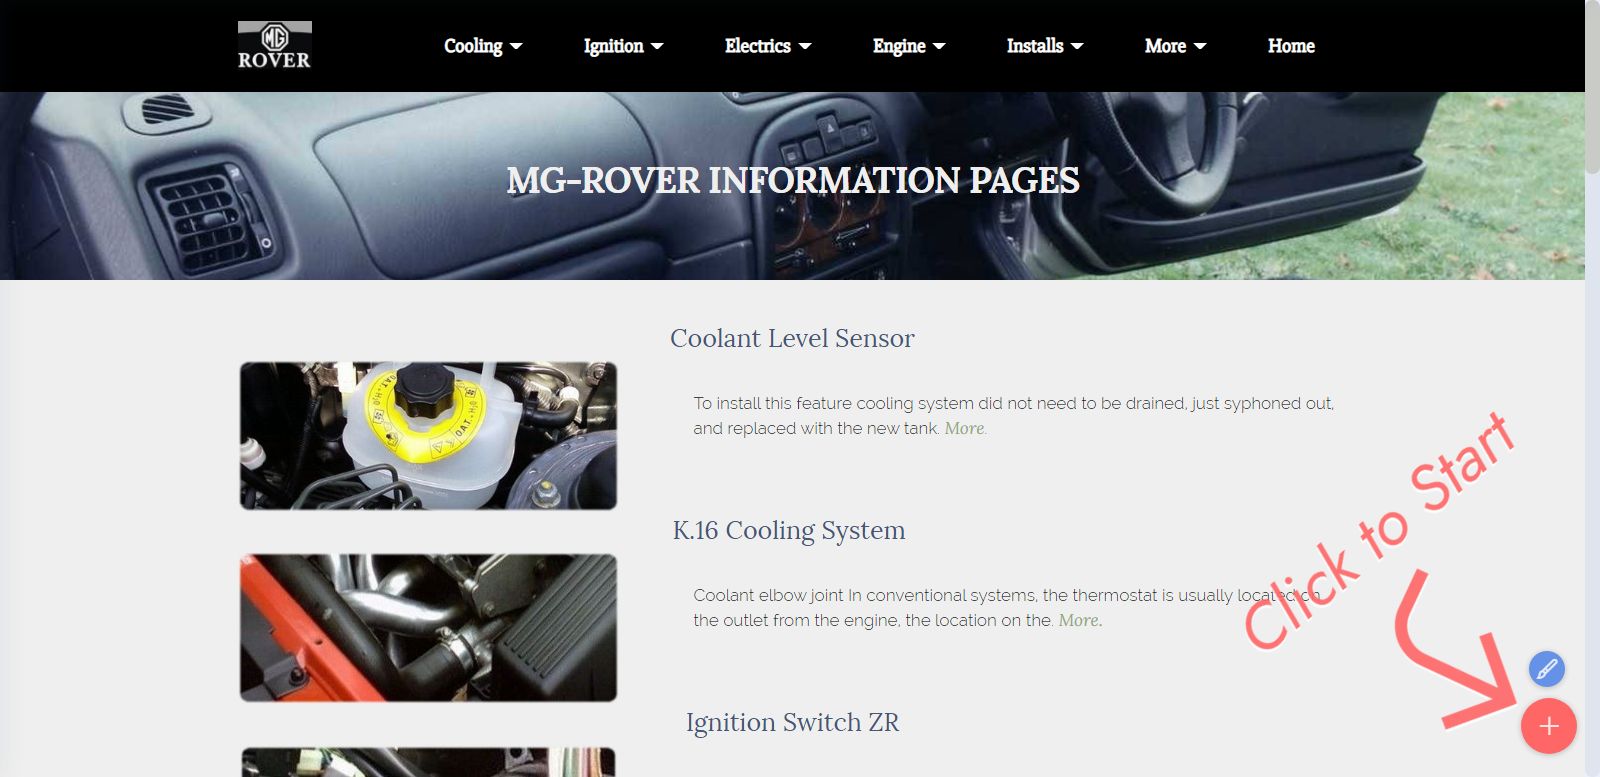 MG
ROVER
Cooling
Ignition
Electrics
Engine
Installs
More
Home
MG-ROVER INFORMATION PAGES
Coolant Level Sensor
To install this feature cooling system did not need to be drained, just syphoned out,
and replaced with the new tank. More.
O.A.T. + H₂O
O.A.T. + H₂O
K.16 Cooling System
Coolant elbow joint In conventional systems, the thermostat is usually located on
the outlet from the engine, the location on the. More.
Click to Start
Ignition Switch ZR